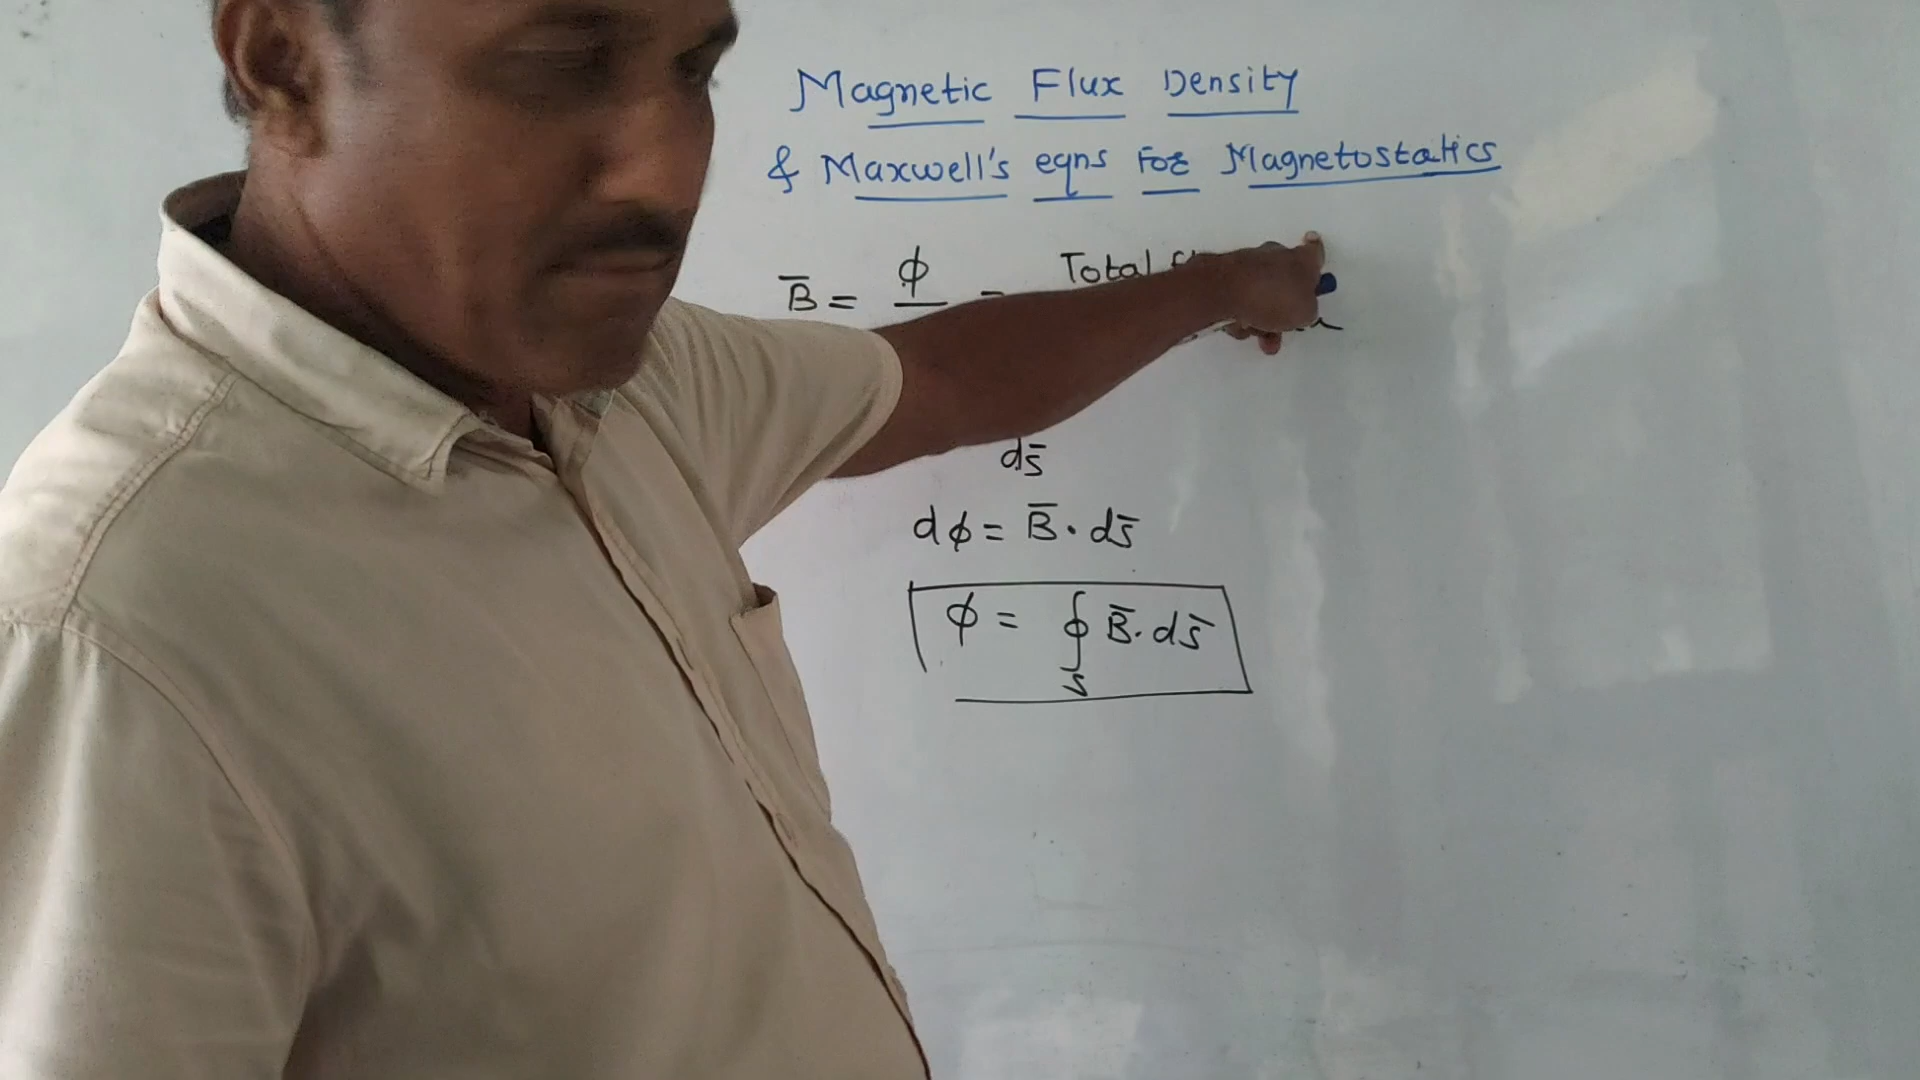 Magnetic Flux Density
& Maxwell's eqns For Magnetostatics
B̅ = ϕ = Total
ds̅
dϕ = B̅ . ds̅
ϕ = ∮ B̅ . ds̅
S